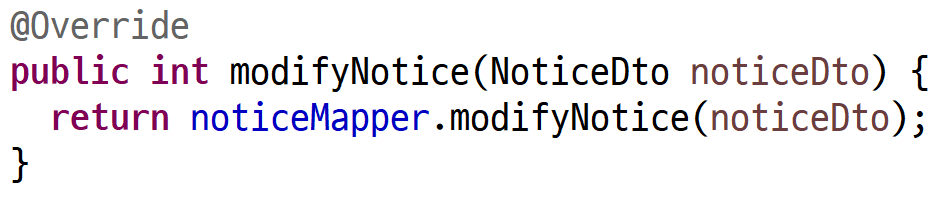 @Override
public int modifyNotice(NoticeDto noticeDto) {
  return noticeMapper.modifyNotice(noticeDto);
}